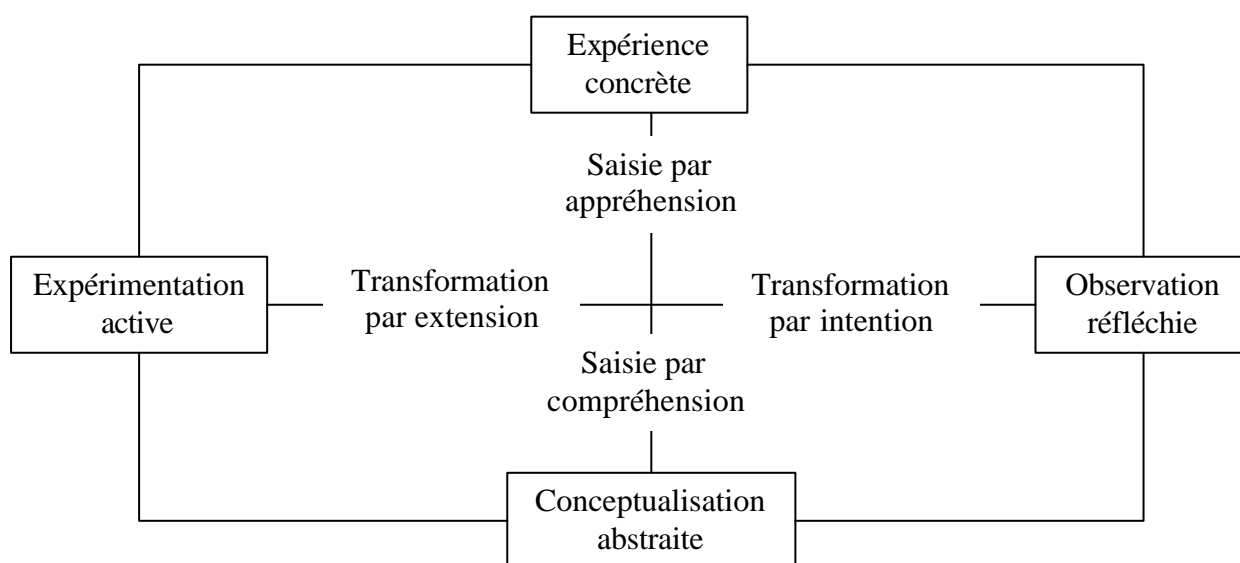 Expérience
concrète
Saisie par
appréhension
Expérimentation
active
Transformation
par extension
Transformation
par intention
Observation
réfléchie
Saisie par
compréhension
Conceptualisation
abstraite